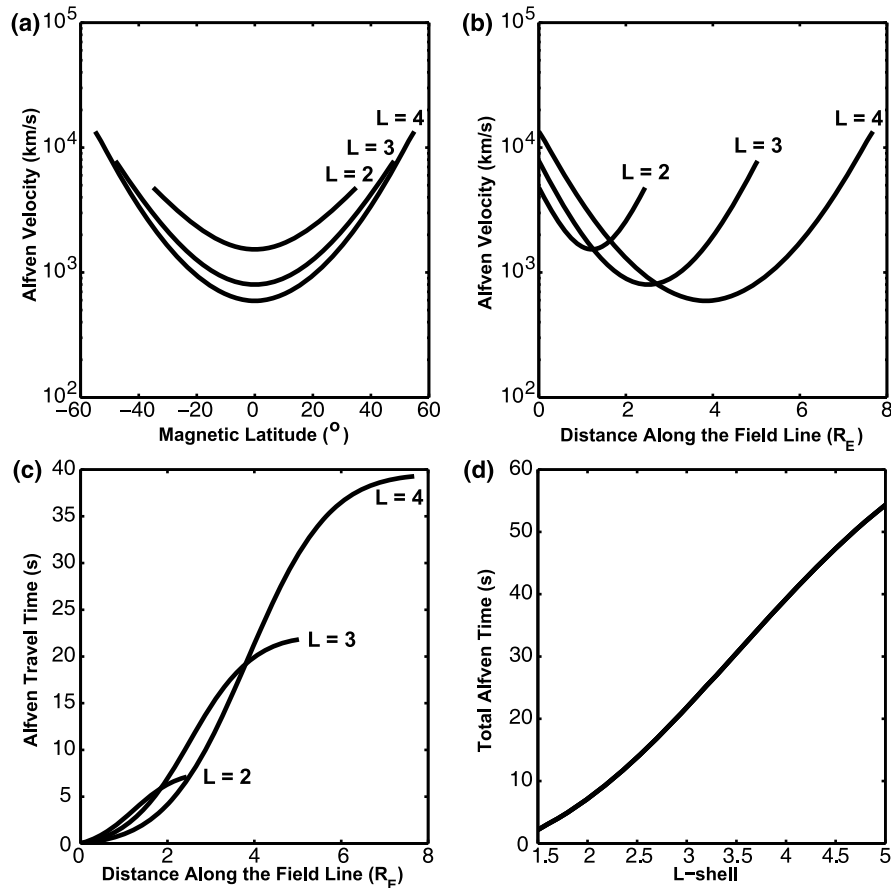 (a)
10^5
10^4
10^3
10^2
Alfven Velocity (km/s)
L = 4
L = 3
L = 2
−60 −40 −20 0 20 40 60
Magnetic Latitude (°)
(b)
10^5
10^4
10^3
10^2
Alfven Velocity (km/s)
L = 4
L = 3
L = 2
0 2 4 6 8
Distance Along the Field Line (R_E)
(c)
40
35
30
25
20
15
10
5
0
Alfven Travel Time (s)
L = 4
L = 3
L = 2
0 2 4 6 8
Distance Along the Field Line (R_E)
(d)
60
50
40
30
20
10
0
Total Alfven Time (s)
1.5 2 2.5 3 3.5 4 4.5 5
L−shell